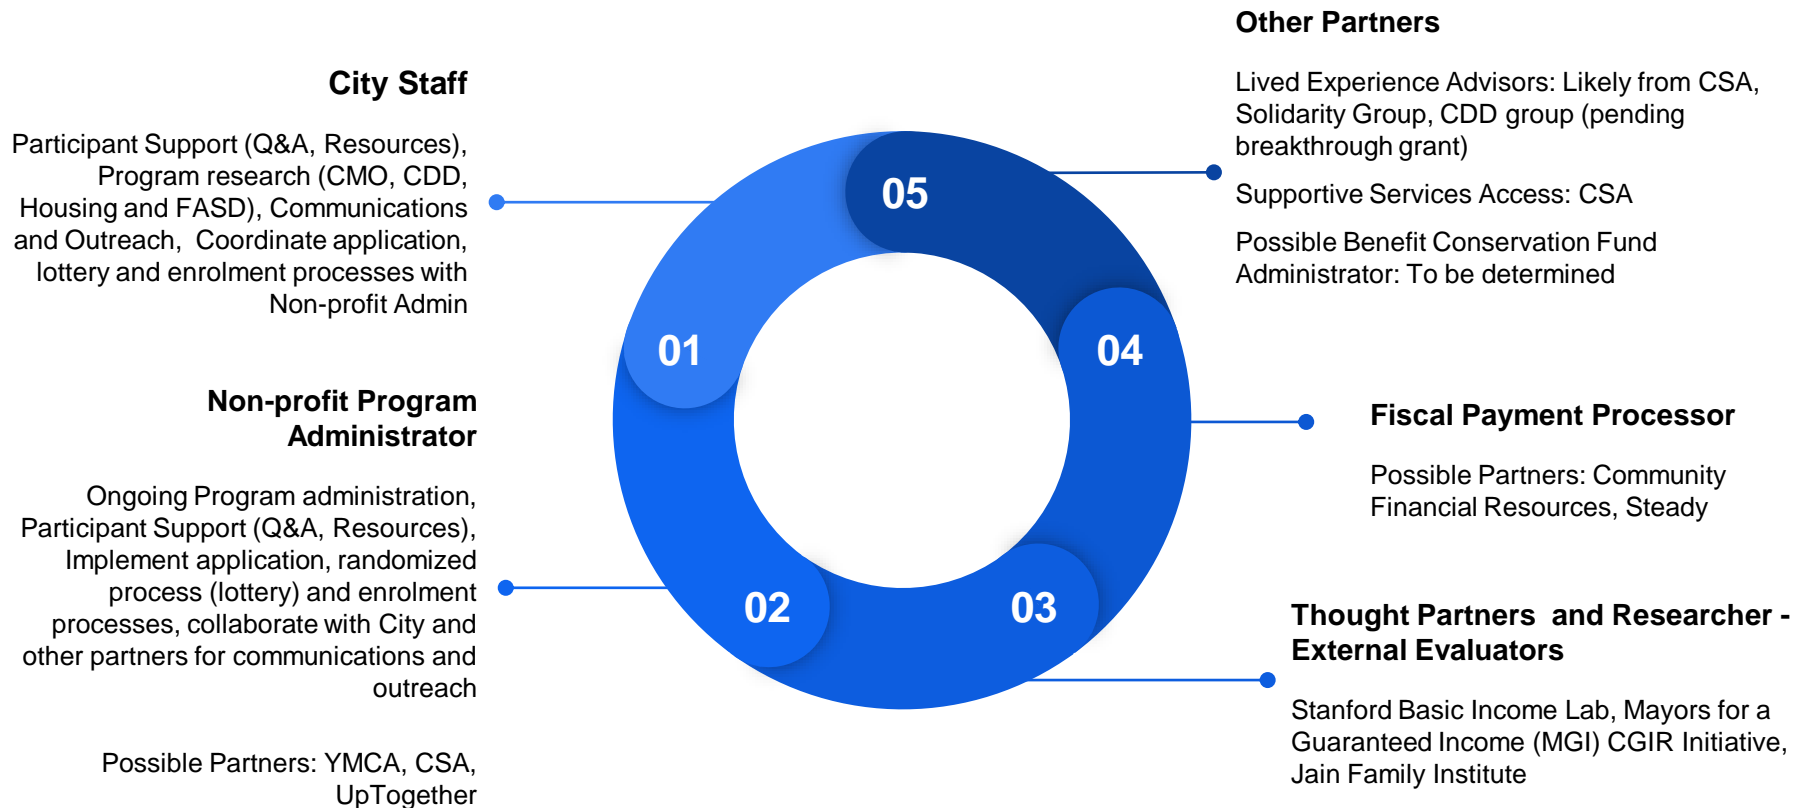 City Staff
Participant Support (Q&A, Resources),
Program research (CMO, CDD,
Housing and FASD), Communications
and Outreach, Coordinate application,
lottery and enrolment processes with
Non-profit Admin
Non-profit Program
Administrator
Ongoing Program administration,
Participant Support (Q&A, Resources),
Implement application, randomized
process (lottery) and enrolment
processes, collaborate with City and
other partners for communications and
outreach
Possible Partners: YMCA, CSA,
UpTogether
01
02
03
04
05
Other Partners
Lived Experience Advisors: Likely from CSA,
Solidarity Group, CDD group (pending
breakthrough grant)
Supportive Services Access: CSA
Possible Benefit Conservation Fund
Administrator: To be determined
Fiscal Payment Processor
Possible Partners: Community
Financial Resources, Steady
Thought Partners and Researcher -
External Evaluators
Stanford Basic Income Lab, Mayors for a
Guaranteed Income (MGI) CGIR Initiative,
Jain Family Institute